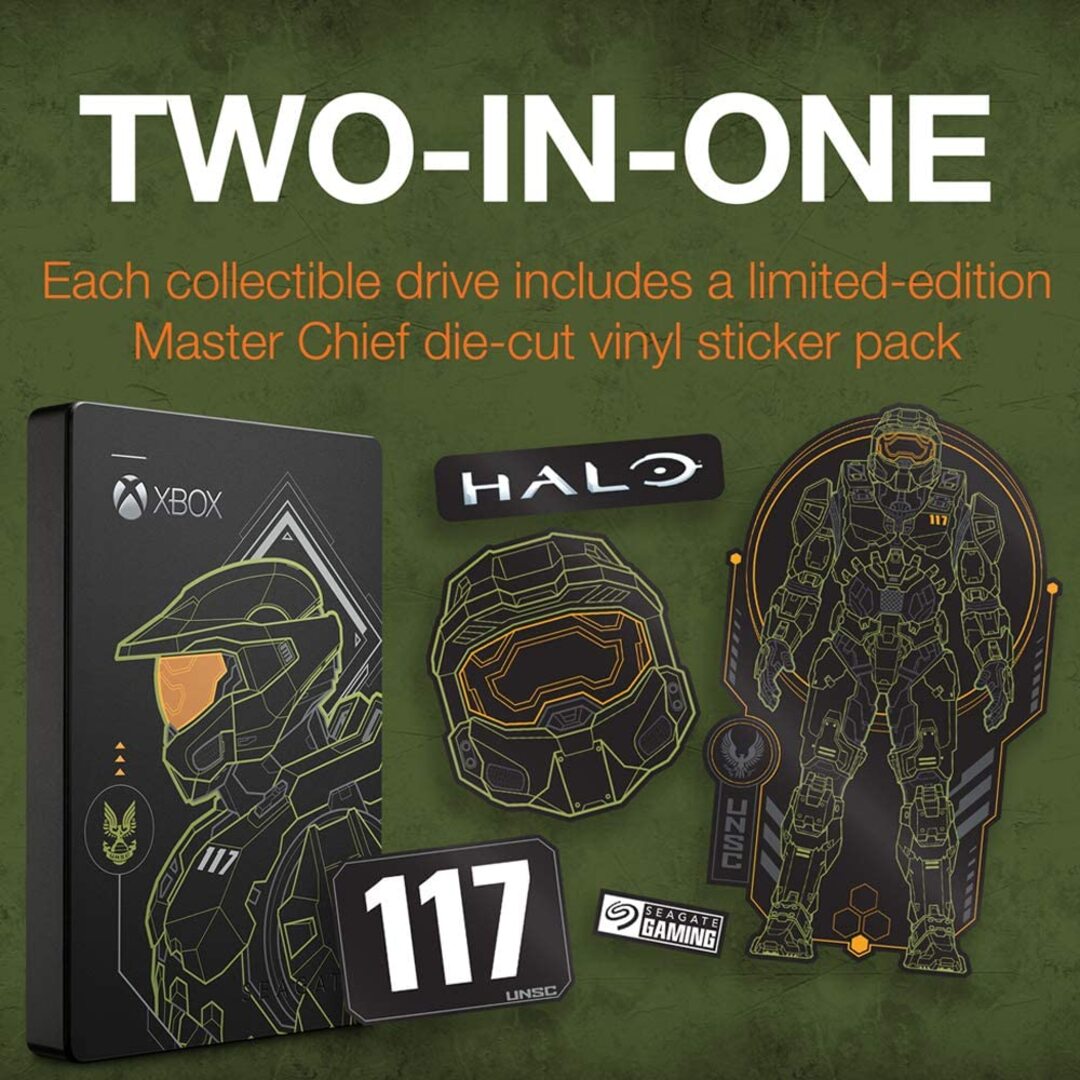 TWO-IN-ONE
Each collectible drive includes a limited-edition
Master Chief die-cut vinyl sticker pack
XBOX
HALO
117
UNSC
UNSC
117
117
UNSC
SEAGATE
GAMING